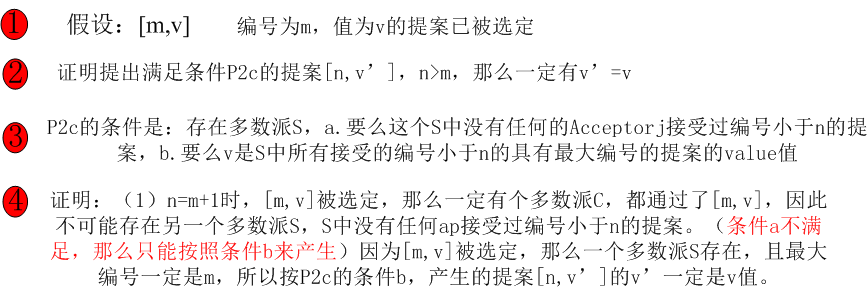 1 假设：[m,v] 编号为m，值为v的提案已被选定
2 证明提出满足条件P2c的提案[n,v’]，n>m，那么一定有v’=v
3 P2c的条件是：存在多数派S，a.要么这个S中没有任何的Acceptorj接受过编号小于n的提
案，b.要么v是S中所有接受的编号小于n的具有最大编号的提案的value值
4 证明：（1）n=m+1时，[m,v]被选定，那么一定有个多数派C，都通过了[m,v]，因此
不可能存在另一个多数派S，S中没有任何ap接受过编号小于n的提案。（条件a不满
足，那么只能按照条件b来产生）因为[m,v]被选定，那么一个多数派S存在，且最大
编号一定是m，所以按P2c的条件b，产生的提案[n,v’]的v’一定是v值。